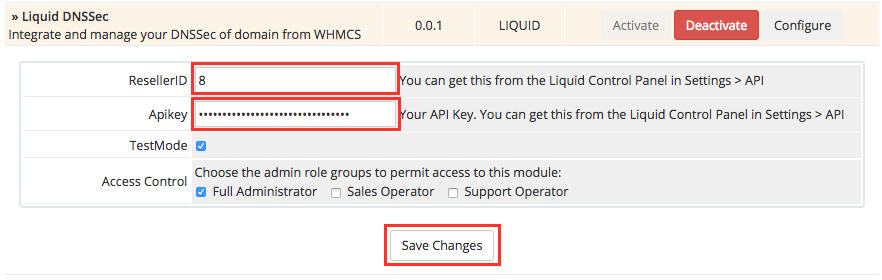 » Liquid DNSSec
Integrate and manage your DNSSec of domain from WHMCS
0.0.1
LIQUID
Activate
Deactivate
Configure
ResellerID
8
You can get this from the Liquid Control Panel in Settings > API
Apikey
••••••••••••••••••••••••••••••••
Your API Key. You can get this from the Liquid Control Panel in Settings > API
TestMode
Access Control
Choose the admin role groups to permit access to this module:
Full Administrator
Sales Operator
Support Operator
Save Changes